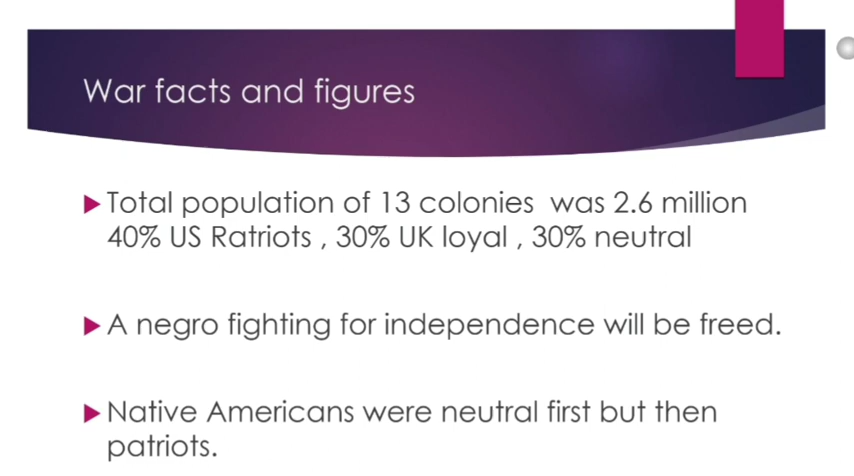 War facts and figures
Total population of 13 colonies was 2.6 million
40% US Ratriots , 30% UK loyal , 30% neutral
A negro fighting for independence will be freed.
Native Americans were neutral first but then
patriots.